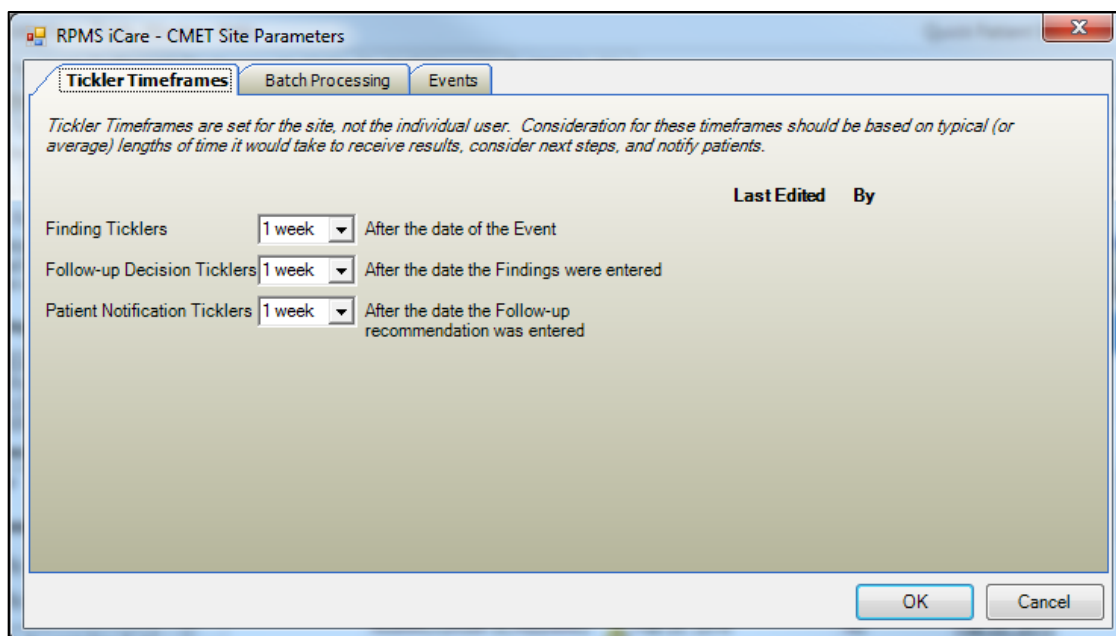 RPMS iCare - CMET Site Parameters
Tickler Timeframes Batch Processing Events
Tickler Timeframes are set for the site, not the individual user. Consideration for these timeframes should be based on typical (or
average) lengths of time it would take to receive results, consider next steps, and notify patients.
Last Edited By
Finding Ticklers 1 week After the date of the Event
Follow-up Decision Ticklers 1 week After the date the Findings were entered
Patient Notification Ticklers 1 week After the date the Follow-up
recommendation was entered
OK Cancel